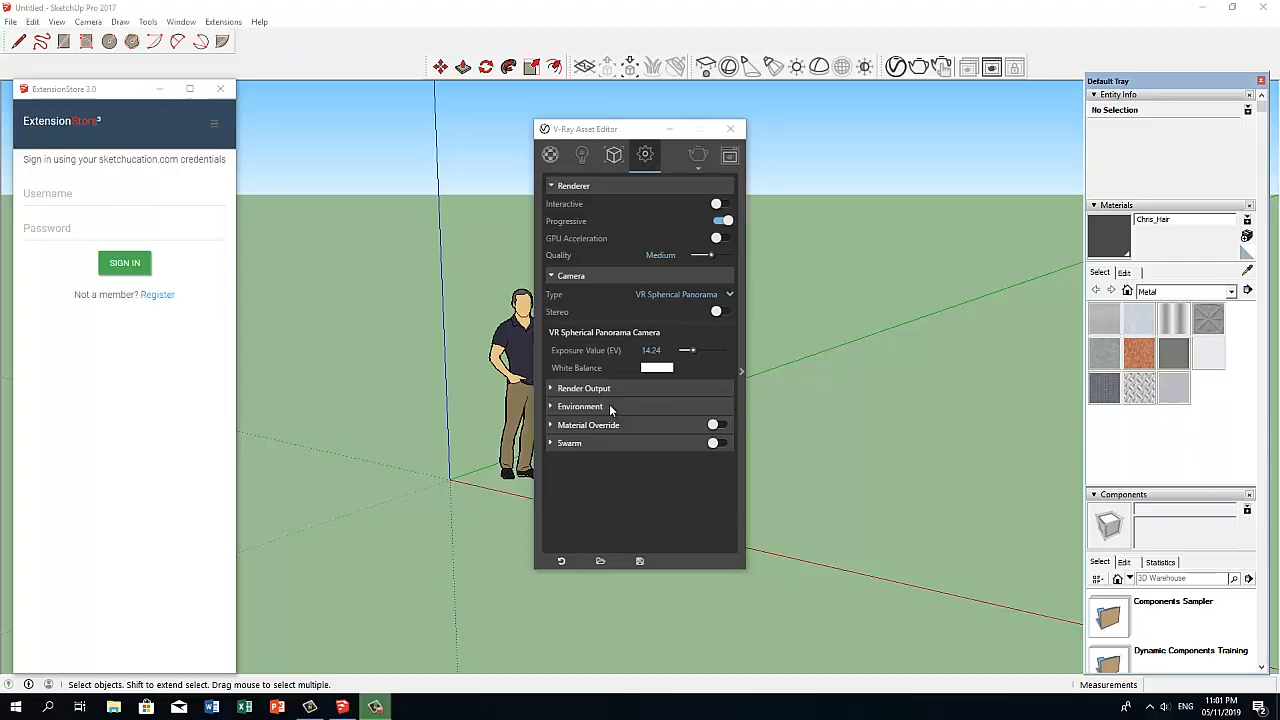 Untitled - SketchUp Pro 2017
File Edit View Camera Draw Tools Window Extensions Help
ExtensionStore 3.0
ExtensionStore³
Sign in using your sketchucation.com credentials
Username
Password
SIGN IN
Not a member? Register
V-Ray Asset Editor
Renderer
Interactive
Progressive
GPU Acceleration
Quality Medium
Camera
Type VR Spherical Panorama
Stereo
VR Spherical Panorama Camera
Exposure Value (EV) 14.24
White Balance
Render Output
Environment
Material Override
Swarm
Default Tray
Entity Info
No Selection
Materials
Chris_Hair
Select Edit
Metal
Components
Select Edit Statistics
3D Warehouse
Components Sampler
Dynamic Components Training
Select objects. Shift to extend select. Drag mouse to select multiple.
Measurements
ENG
11:01 PM
05/11/2019
2